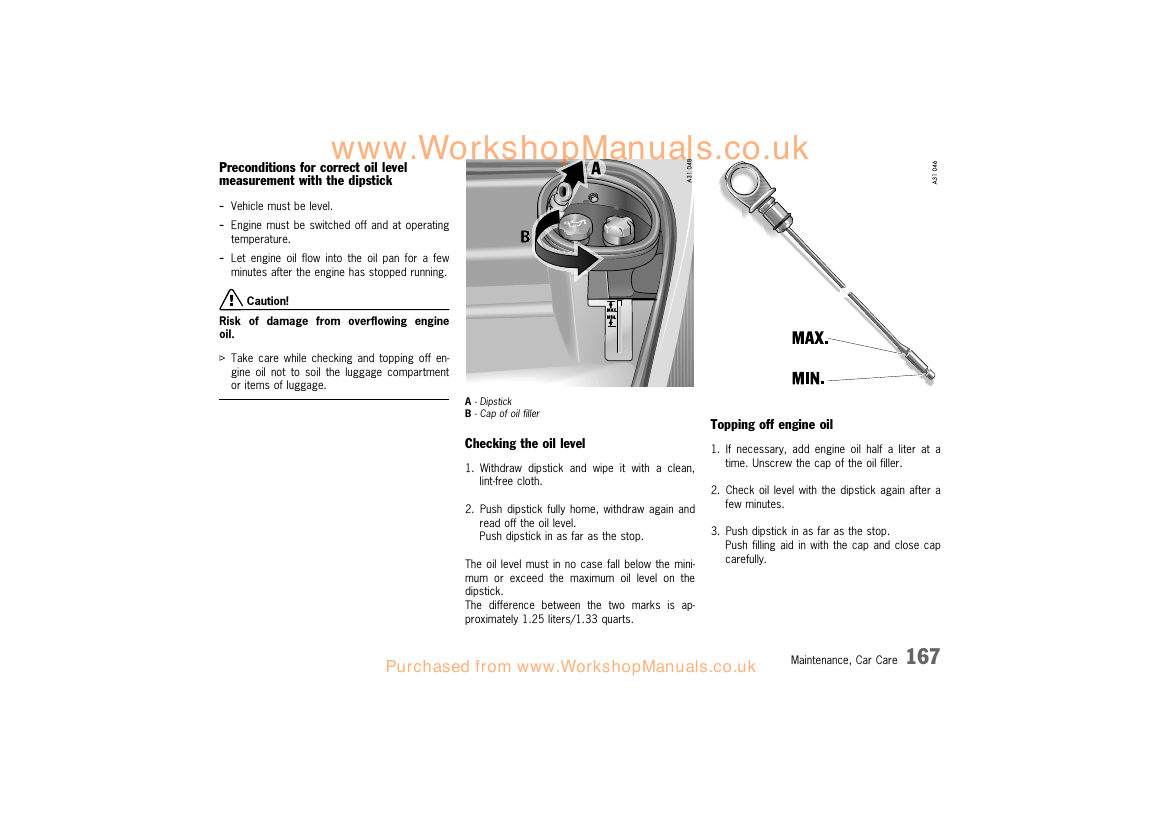 www.WorkshopManuals.co.uk
Preconditions for correct oil level
measurement with the dipstick
– Vehicle must be level.
– Engine must be switched off and at operating
temperature.
– Let engine oil flow into the oil pan for a few
minutes after the engine has stopped running.
Caution!
Risk of damage from overflowing engine
oil.
▷ Take care while checking and topping off en-
gine oil not to soil the luggage compartment
or items of luggage.
A
B
MAX.
MIN.
A31 048
A - Dipstick
B - Cap of oil filler
Checking the oil level
1. Withdraw dipstick and wipe it with a clean,
lint-free cloth.
2. Push dipstick fully home, withdraw again and
read off the oil level.
Push dipstick in as far as the stop.
The oil level must in no case fall below the mini-
mum or exceed the maximum oil level on the
dipstick.
The difference between the two marks is ap-
proximately 1.25 liters/1.33 quarts.
A31 046
MAX.
MIN.
Topping off engine oil
1. If necessary, add engine oil half a liter at a
time. Unscrew the cap of the oil filler.
2. Check oil level with the dipstick again after a
few minutes.
3. Push dipstick in as far as the stop.
Push filling aid in with the cap and close cap
carefully.
Maintenance, Car Care 167
Purchased from www.WorkshopManuals.co.uk